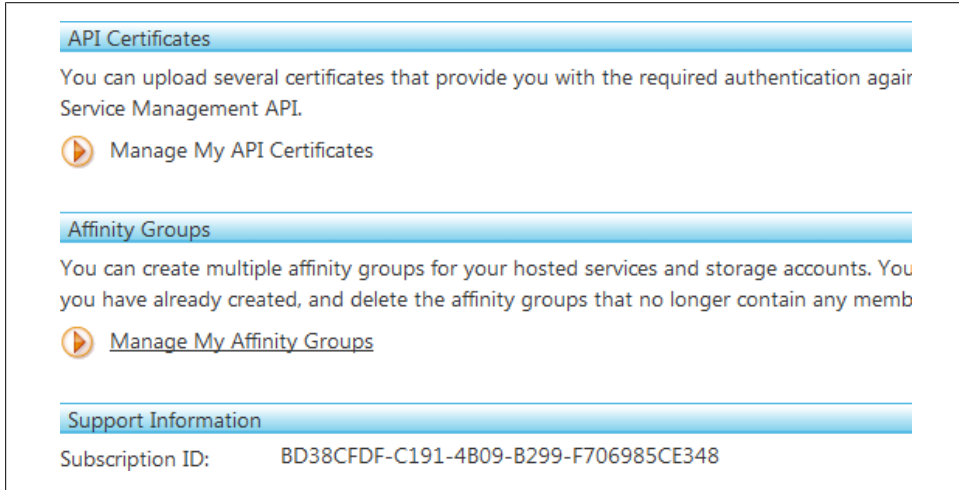 API Certificates
You can upload several certificates that provide you with the required authentication again
Service Management API.
Manage My API Certificates
Affinity Groups
You can create multiple affinity groups for your hosted services and storage accounts. You
you have already created, and delete the affinity groups that no longer contain any memb
Manage My Affinity Groups
Support Information
Subscription ID: BD38CFDF-C191-4B09-B299-F706985CE348